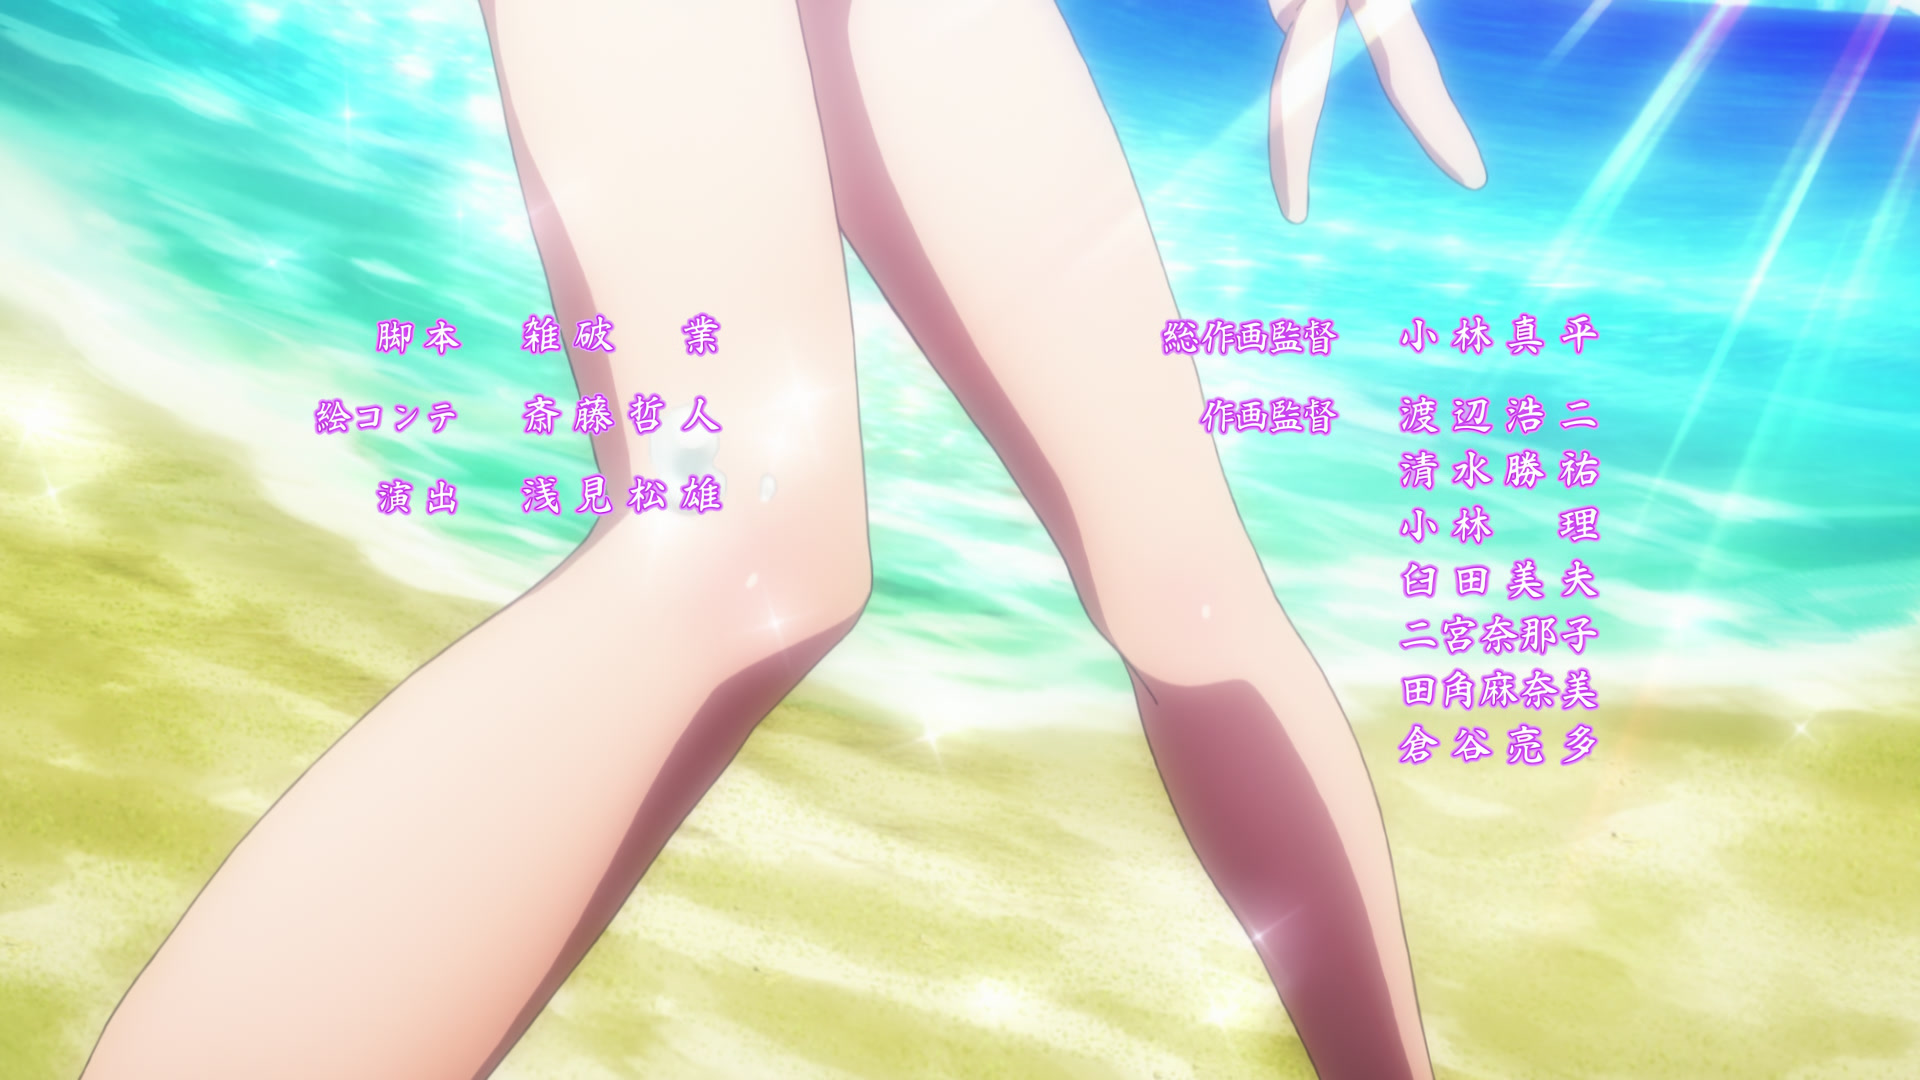 脚本 雑破 業
絵コンテ 斎藤哲人
演出 浅見松雄
総作画監督 小林真平
作画監督 渡辺浩二
清水勝祐
小林 理
臼田美夫
二宮奈那子
田角麻奈美
倉谷亮多